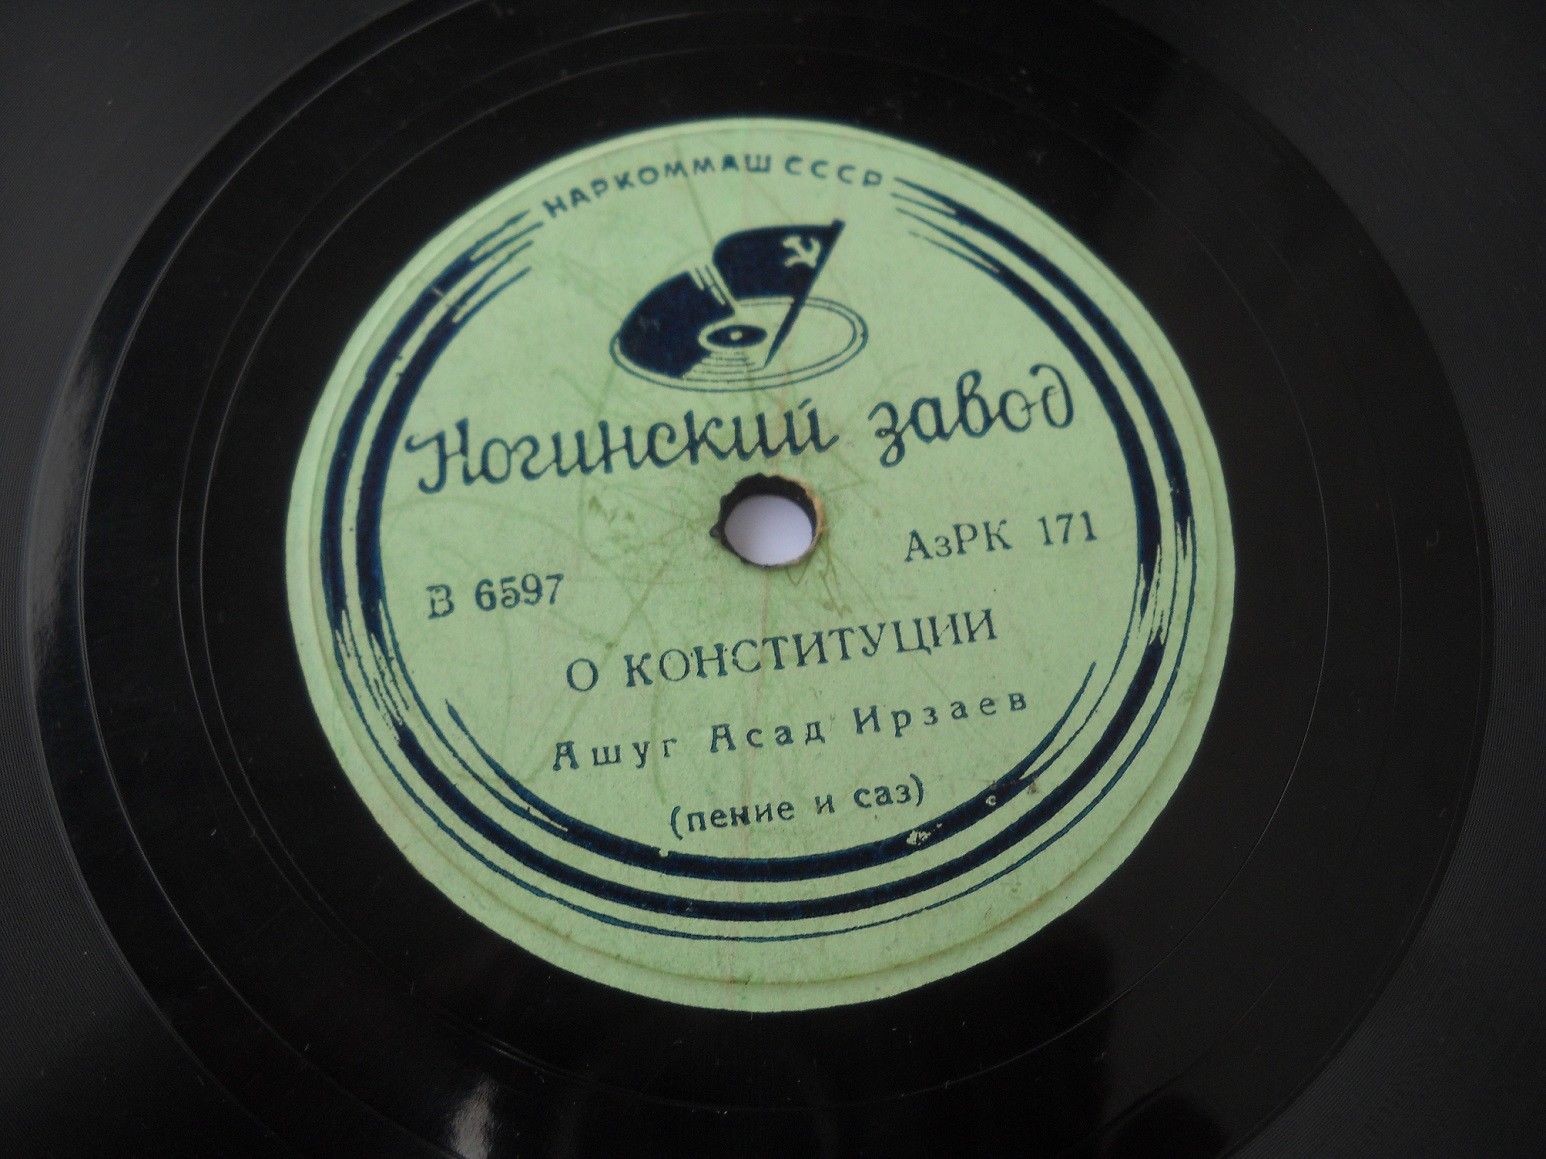 НАРКОММАШ СССР
Ногинский завод
В 6597
АзРК 171
О КОНСТИТУЦИИ
Ашуг Асад Ирзаев
(пение и саз)